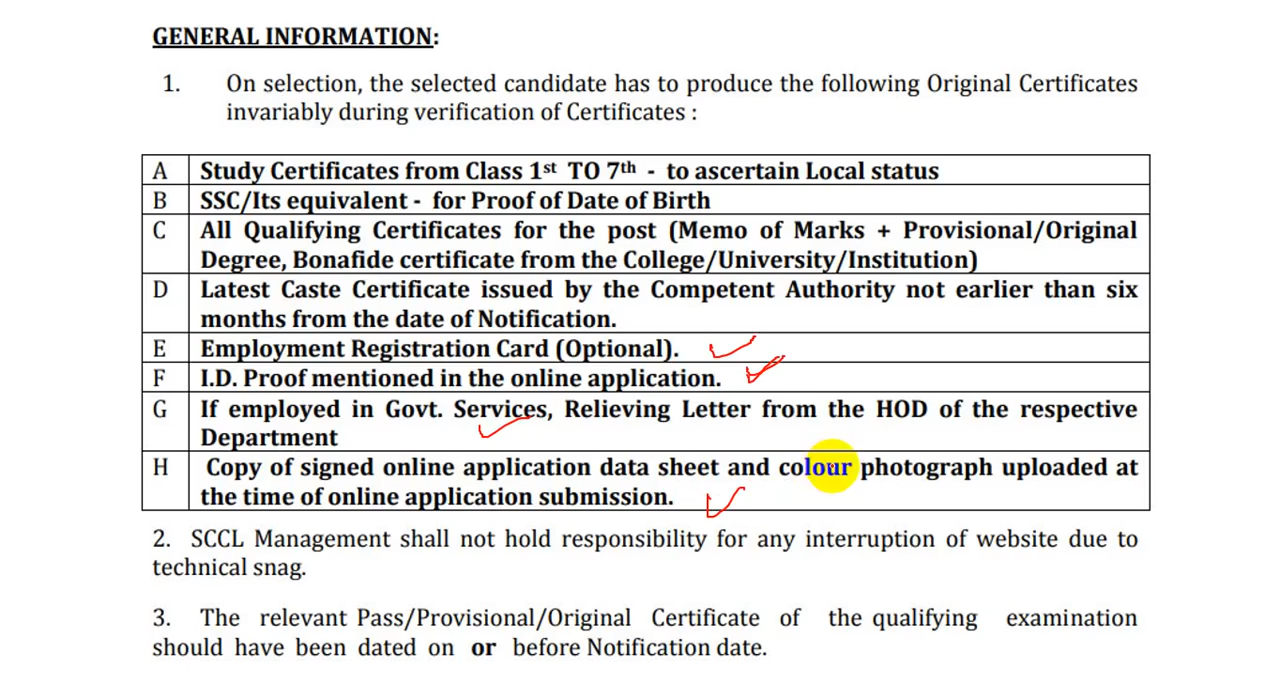 GENERAL INFORMATION:
1. On selection, the selected candidate has to produce the following Original Certificates
invariably during verification of Certificates :
A Study Certificates from Class 1st TO 7th - to ascertain Local status
B SSC/Its equivalent - for Proof of Date of Birth
C All Qualifying Certificates for the post (Memo of Marks + Provisional/Original
Degree, Bonafide certificate from the College/University/Institution)
D Latest Caste Certificate issued by the Competent Authority not earlier than six
months from the date of Notification.
E Employment Registration Card (Optional).
F I.D. Proof mentioned in the online application.
G If employed in Govt. Services, Relieving Letter from the HOD of the respective
Department
H Copy of signed online application data sheet and colour photograph uploaded at
the time of online application submission.
2. SCCL Management shall not hold responsibility for any interruption of website due to
technical snag.
3. The relevant Pass/Provisional/Original Certificate of the qualifying examination
should have been dated on or before Notification date.